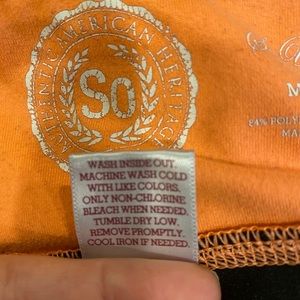 AUTHENTIC AMERICAN HERITAGE
So
M
WASH INSIDE OUT.
MACHINE WASH COLD
WITH LIKE COLORS.
ONLY NON-CHLORINE
BLEACH WHEN NEEDED.
TUMBLE DRY LOW.
REMOVE PROMPTLY.
COOL IRON IF NEEDED.